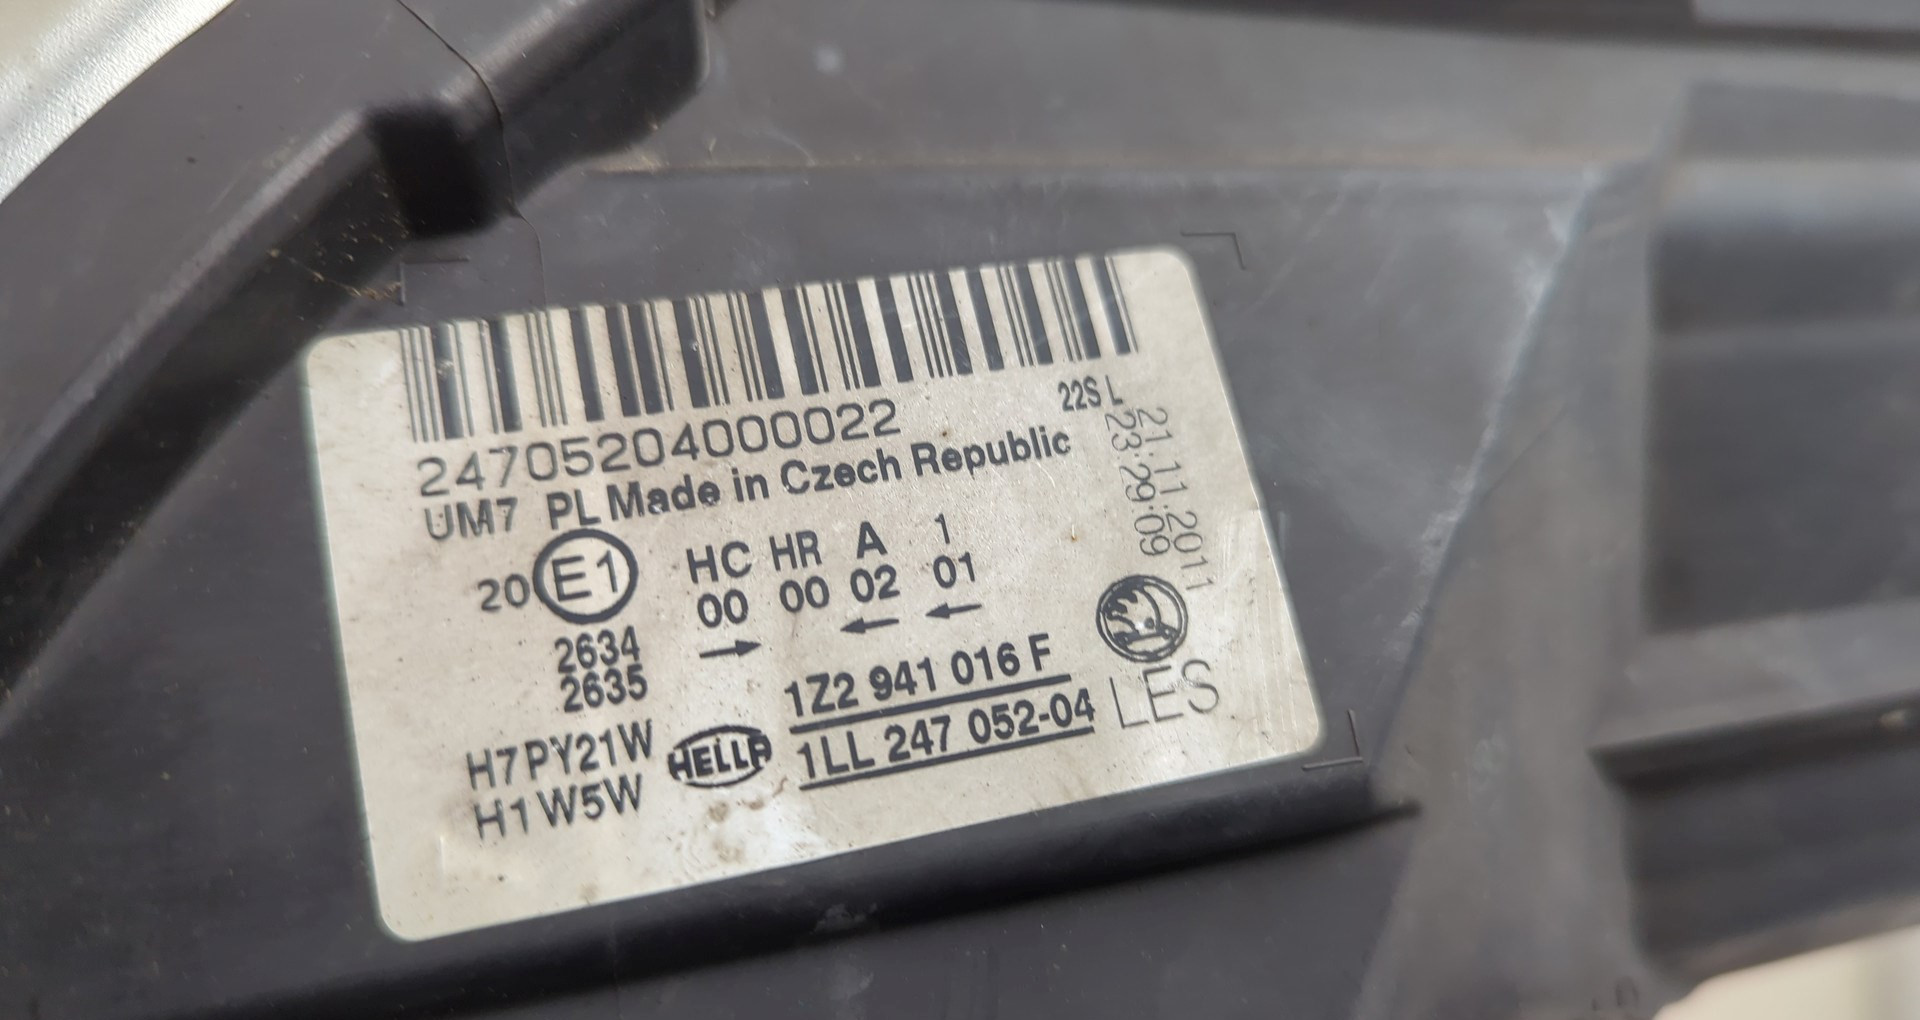 24705204000022
22S L
21.11.2011
23:29:09
UM7 PL Made in Czech Republic
20 E1 HC HR A 1
00 00 02 01
→ ← ←
2634
2635
1Z2 941 016 F
H7 PY21W HELLA 1LL 247 052-04 LES
H1 W5W